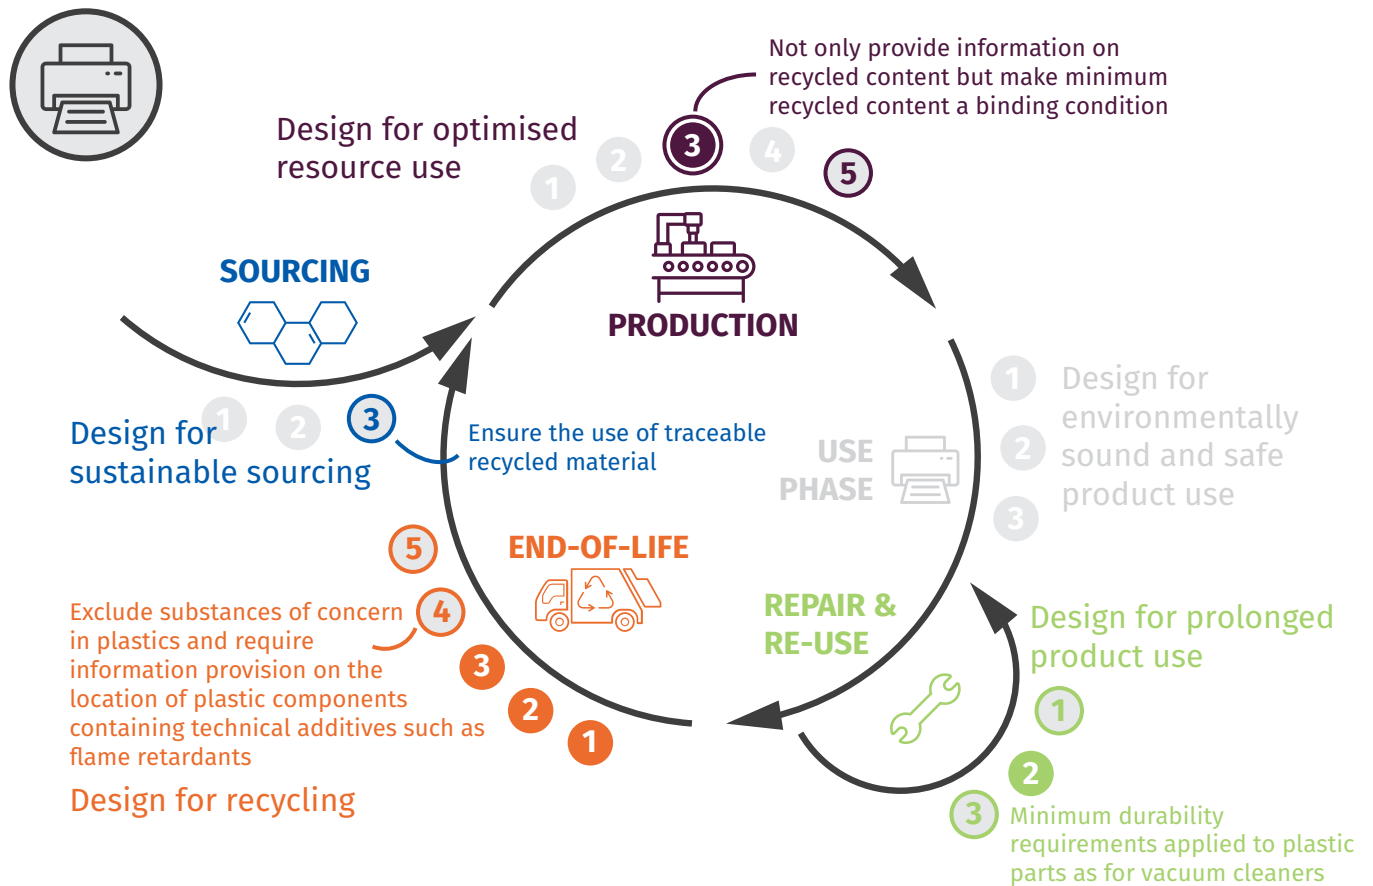 Not only provide information on
recycled content but make minimum
recycled content a binding condition
Design for optimised
resource use
1
2
3
4
5
PRODUCTION
SOURCING
1
2
3
Design for
sustainable sourcing
Ensure the use of traceable
recycled material
USE
PHASE
1
2
3
Design for
environmentally
sound and safe
product use
END-OF-LIFE
5
4
3
2
1
Exclude substances of concern
in plastics and require
information provision on the
location of plastic components
containing technical additives such as
flame retardants
Design for recycling
REPAIR &
RE-USE
Design for prolonged
product use
1
2
3
Minimum durability
requirements applied to plastic
parts as for vacuum cleaners